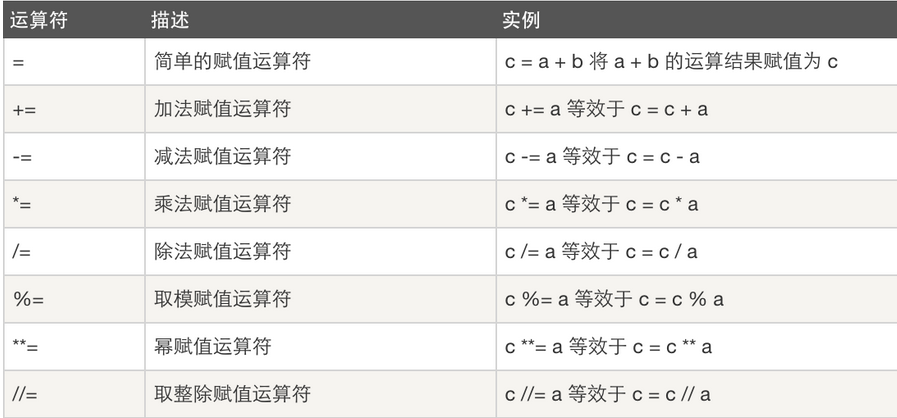 运算符 描述 实例
= 简单的赋值运算符 c = a + b 将 a + b 的运算结果赋值为 c
+= 加法赋值运算符 c += a 等效于 c = c + a
-= 减法赋值运算符 c -= a 等效于 c = c - a
*= 乘法赋值运算符 c *= a 等效于 c = c * a
/= 除法赋值运算符 c /= a 等效于 c = c / a
%= 取模赋值运算符 c %= a 等效于 c = c % a
**= 幂赋值运算符 c **= a 等效于 c = c ** a
//= 取整除赋值运算符 c //= a 等效于 c = c // a